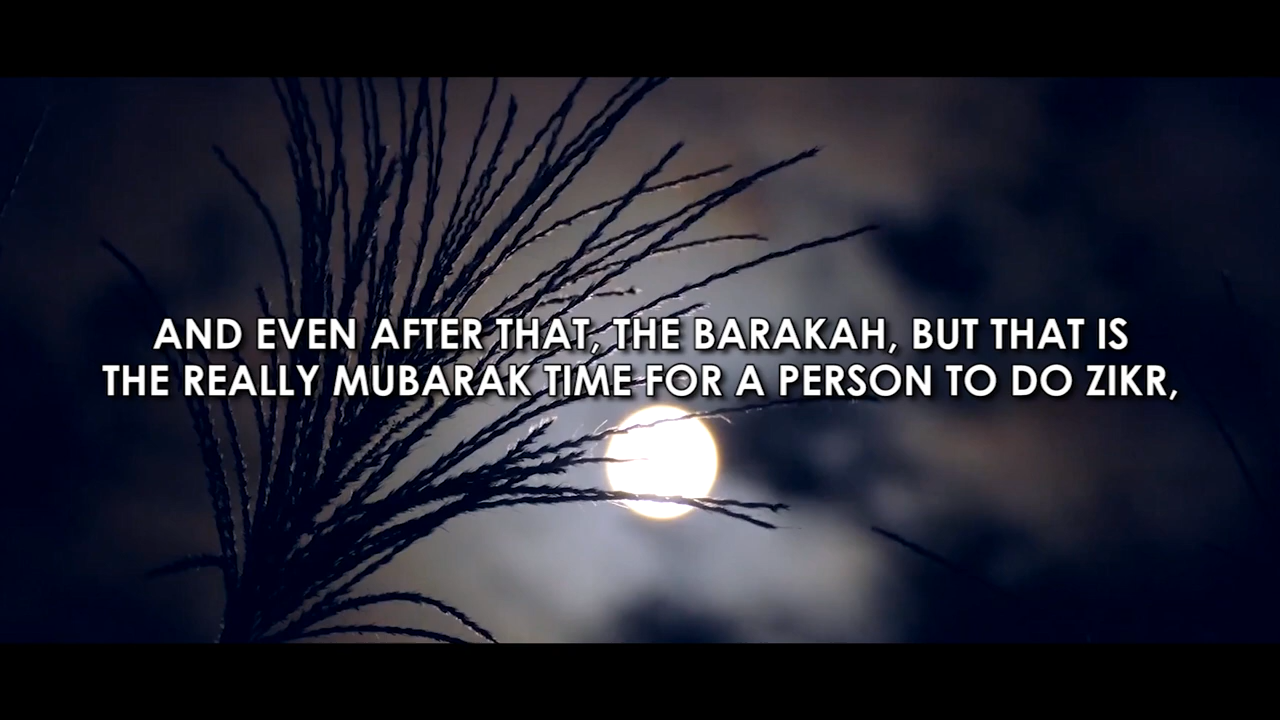 AND EVEN AFTER THAT, THE BARAKAH, BUT THAT IS
THE REALLY MUBARAK TIME FOR A PERSON TO DO ZIKR,